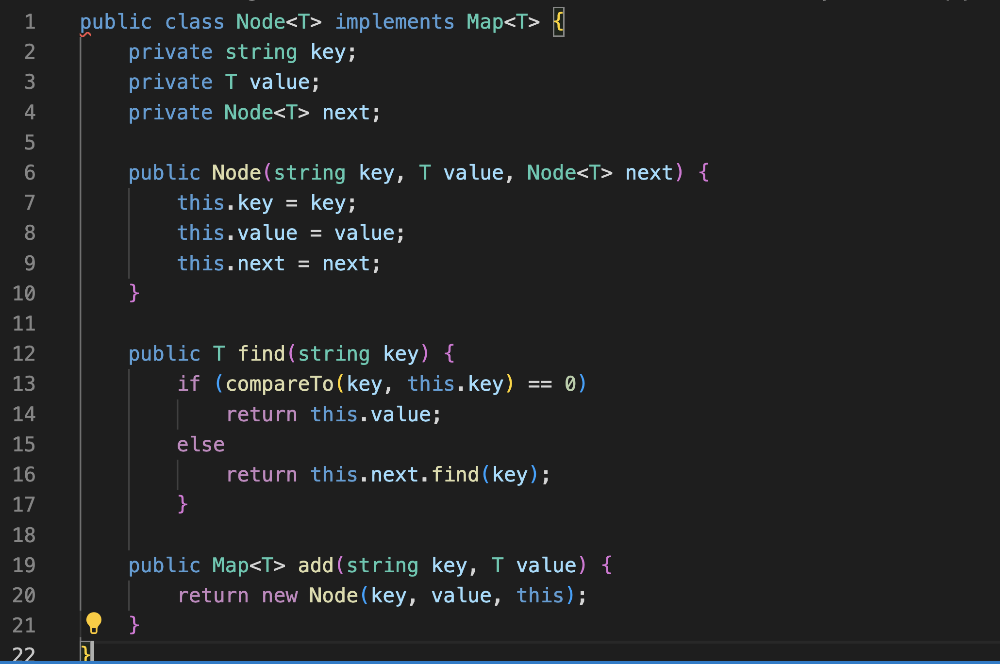 1 public class Node<T> implements Map<T> {
2 private string key;
3 private T value;
4 private Node<T> next;
5
6 public Node(string key, T value, Node<T> next) {
7 this.key = key;
8 this.value = value;
9 this.next = next;
10 }
11
12 public T find(string key) {
13 if (compareTo(key, this.key) == 0)
14 return this.value;
15 else
16 return this.next.find(key);
17 }
18
19 public Map<T> add(string key, T value) {
20 return new Node(key, value, this);
21 }
22 }